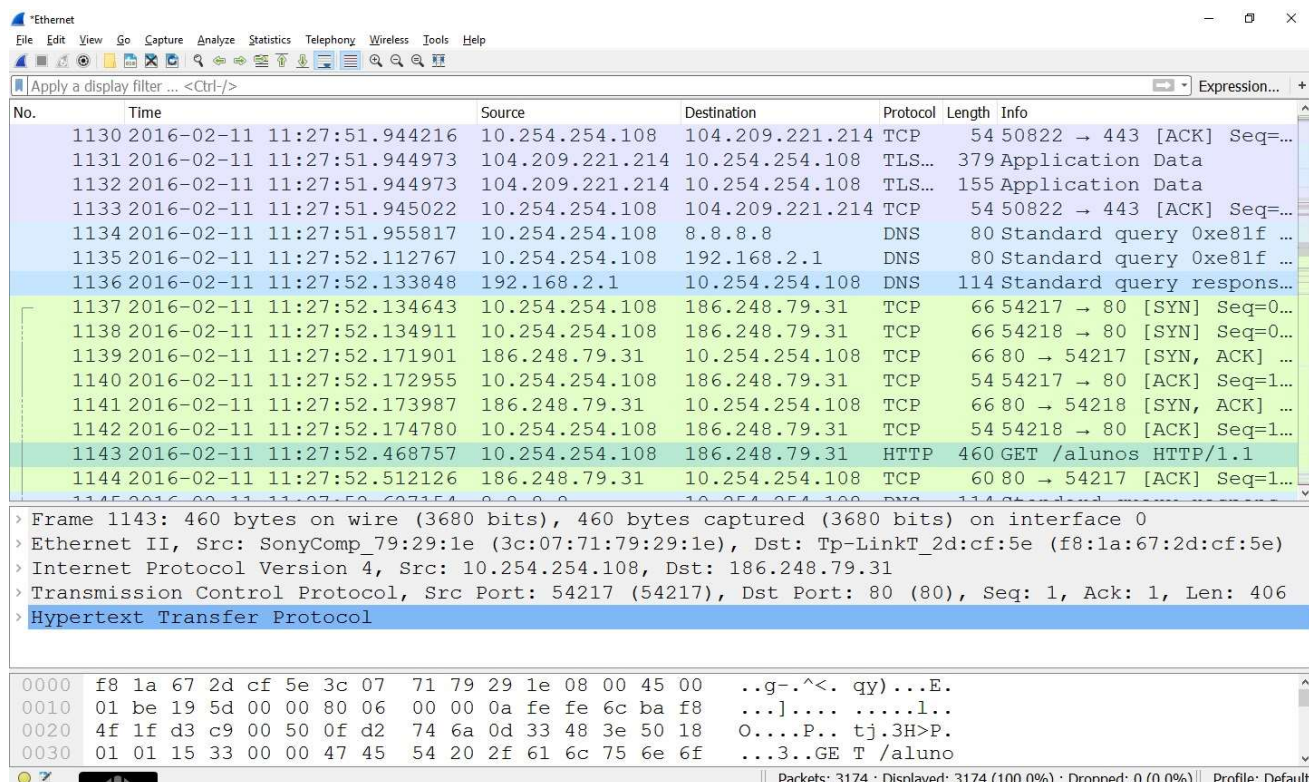 *Ethernet
File Edit View Go Capture Analyze Statistics Telephony Wireless Tools Help
Apply a display filter ... <Ctrl-/> Expression... +
No. Time Source Destination Protocol Length Info
1130 2016-02-11 11:27:51.944216 10.254.254.108 104.209.221.214 TCP 54 50822 → 443 [ACK] Seq=…
1131 2016-02-11 11:27:51.944973 104.209.221.214 10.254.254.108 TLS… 379 Application Data
1132 2016-02-11 11:27:51.944973 104.209.221.214 10.254.254.108 TLS… 155 Application Data
1133 2016-02-11 11:27:51.945022 10.254.254.108 104.209.221.214 TCP 54 50822 → 443 [ACK] Seq=…
1134 2016-02-11 11:27:51.955817 10.254.254.108 8.8.8.8 DNS 80 Standard query 0xe81f …
1135 2016-02-11 11:27:52.112767 10.254.254.108 192.168.2.1 DNS 80 Standard query 0xe81f …
1136 2016-02-11 11:27:52.133848 192.168.2.1 10.254.254.108 DNS 114 Standard query respons…
1137 2016-02-11 11:27:52.134643 10.254.254.108 186.248.79.31 TCP 66 54217 → 80 [SYN] Seq=0…
1138 2016-02-11 11:27:52.134911 10.254.254.108 186.248.79.31 TCP 66 54218 → 80 [SYN] Seq=0…
1139 2016-02-11 11:27:52.171901 186.248.79.31 10.254.254.108 TCP 66 80 → 54217 [SYN, ACK] …
1140 2016-02-11 11:27:52.172955 10.254.254.108 186.248.79.31 TCP 54 54217 → 80 [ACK] Seq=1…
1141 2016-02-11 11:27:52.173987 186.248.79.31 10.254.254.108 TCP 66 80 → 54218 [SYN, ACK] …
1142 2016-02-11 11:27:52.174780 10.254.254.108 186.248.79.31 TCP 54 54218 → 80 [ACK] Seq=1…
1143 2016-02-11 11:27:52.468757 10.254.254.108 186.248.79.31 HTTP 460 GET /alunos HTTP/1.1
1144 2016-02-11 11:27:52.512126 186.248.79.31 10.254.254.108 TCP 60 80 → 54217 [ACK] Seq=1…
Frame 1143: 460 bytes on wire (3680 bits), 460 bytes captured (3680 bits) on interface 0
Ethernet II, Src: SonyComp_79:29:1e (3c:07:71:79:29:1e), Dst: Tp-LinkT_2d:cf:5e (f8:1a:67:2d:cf:5e)
Internet Protocol Version 4, Src: 10.254.254.108, Dst: 186.248.79.31
Transmission Control Protocol, Src Port: 54217 (54217), Dst Port: 80 (80), Seq: 1, Ack: 1, Len: 406
Hypertext Transfer Protocol
0000 f8 1a 67 2d cf 5e 3c 07 71 79 29 1e 08 00 45 00 ..g-.^<. qy)...E.
0010 01 be 19 5d 00 00 80 06 00 00 0a fe fe 6c ba f8 ...].... .....l..
0020 4f 1f d3 c9 00 50 0f d2 74 6a 0d 33 48 3e 50 18 O....P.. tj.3H>P.
0030 01 01 15 33 00 00 47 45 54 20 2f 61 6c 75 6e 6f ...3..GE T /aluno
Packets: 3174 · Displayed: 3174 (100.0%) · Dropped: 0 (0.0%) Profile: Default